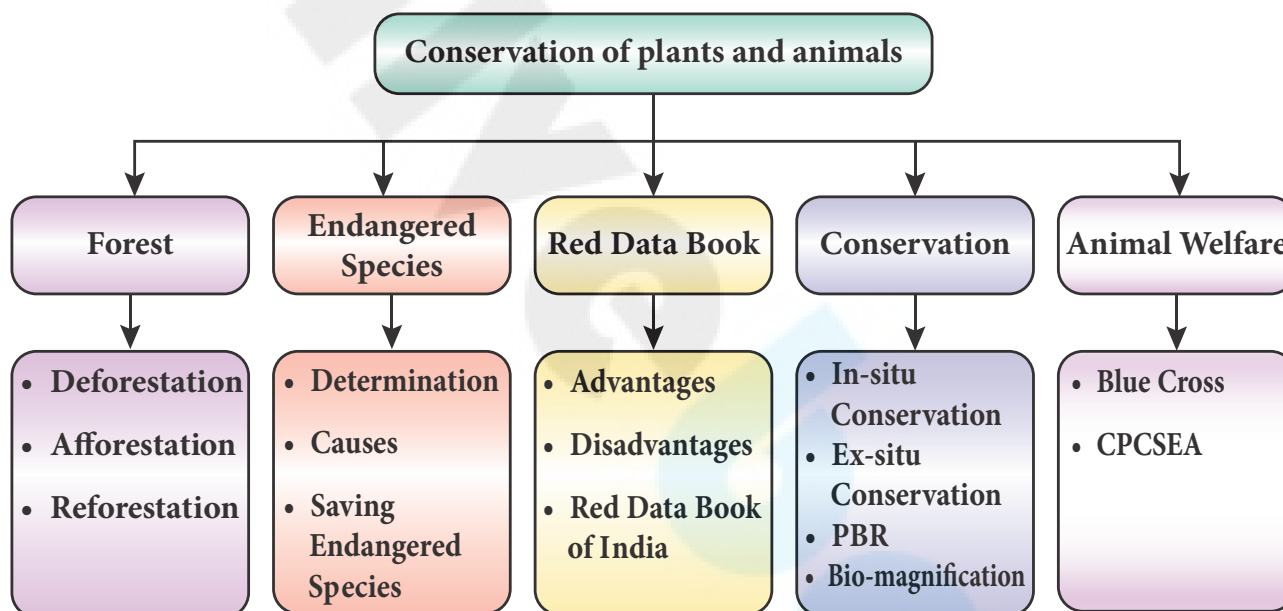 Conservation of plants and animals
Forest
Endangered
Species
Red Data Book
Conservation
Animal Welfare
• Deforestation
• Afforestation
• Reforestation
• Determination
• Causes
• Saving
Endangered
Species
• Advantages
• Disadvantages
• Red Data Book
of India
• In-situ
Conservation
• Ex-situ
Conservation
• PBR
• Bio-magnification
• Blue Cross
• CPCSEA